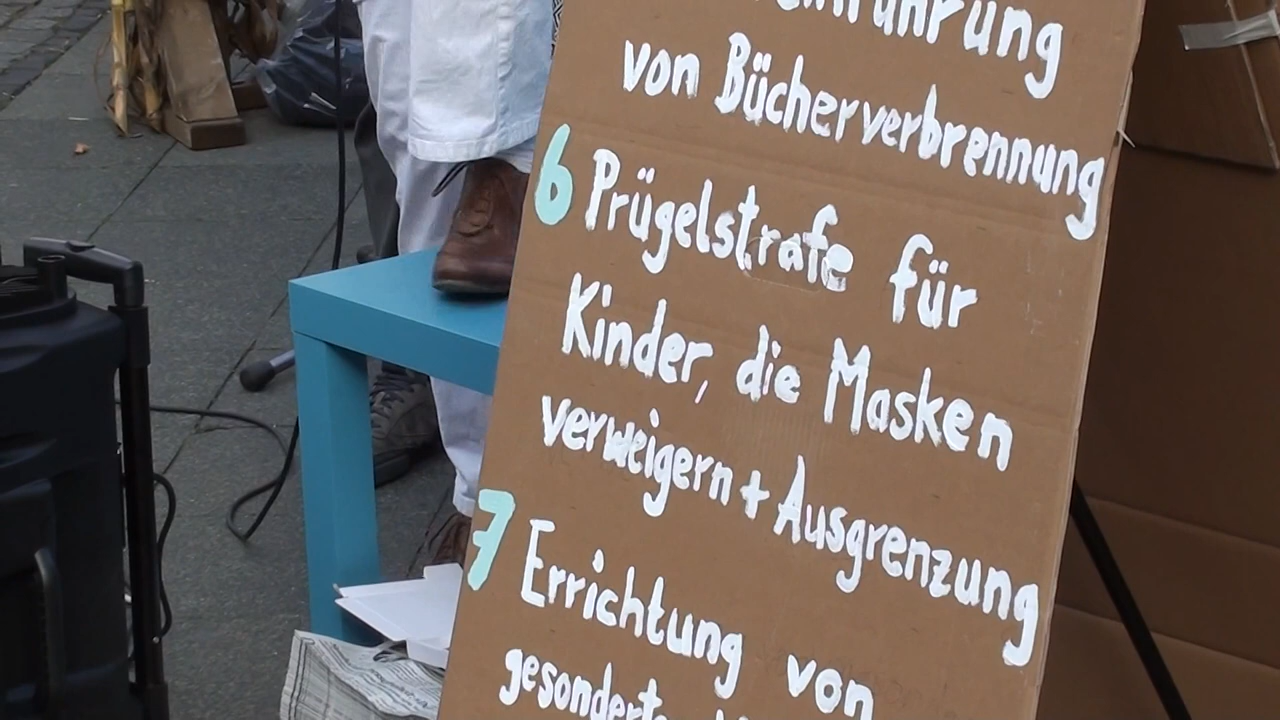 von Bücherverbrennung
6 Prügelstrafe für
Kinder, die Masken
verweigern + Ausgrenzung
7 Errichtung von